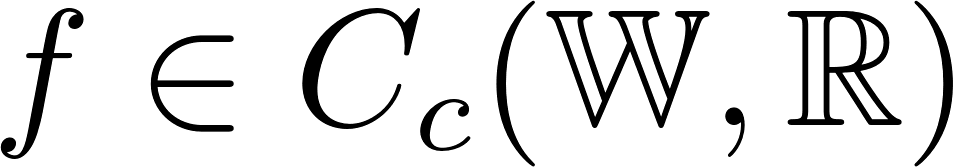 f ∈ C_c(𝕎, ℝ)